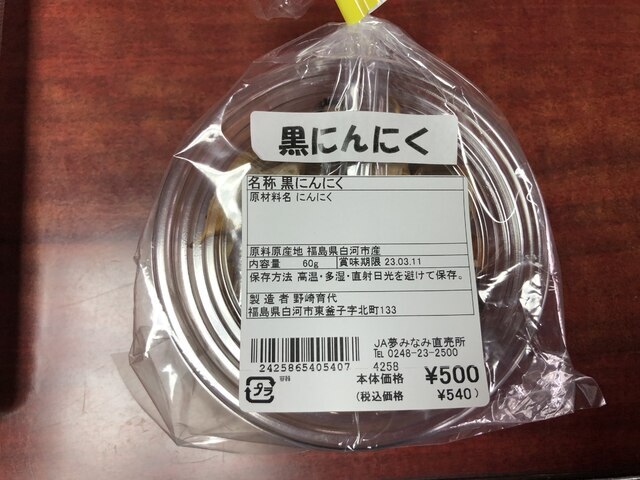 黒にんにく
名称 黒にんにく
原材料名 にんにく
原料原産地 福島県白河市産
内容量 60g 賞味期限 23.03.11
保存方法 高温・多湿・直射日光を避けて保存。
製造者 野崎育代
福島県白河市東釜子字北町133
JA夢みなみ直売所
TEL 0248-23-2500
2425865405407 4258
プラ 本体価格 ¥500
(税込価格 ¥540)